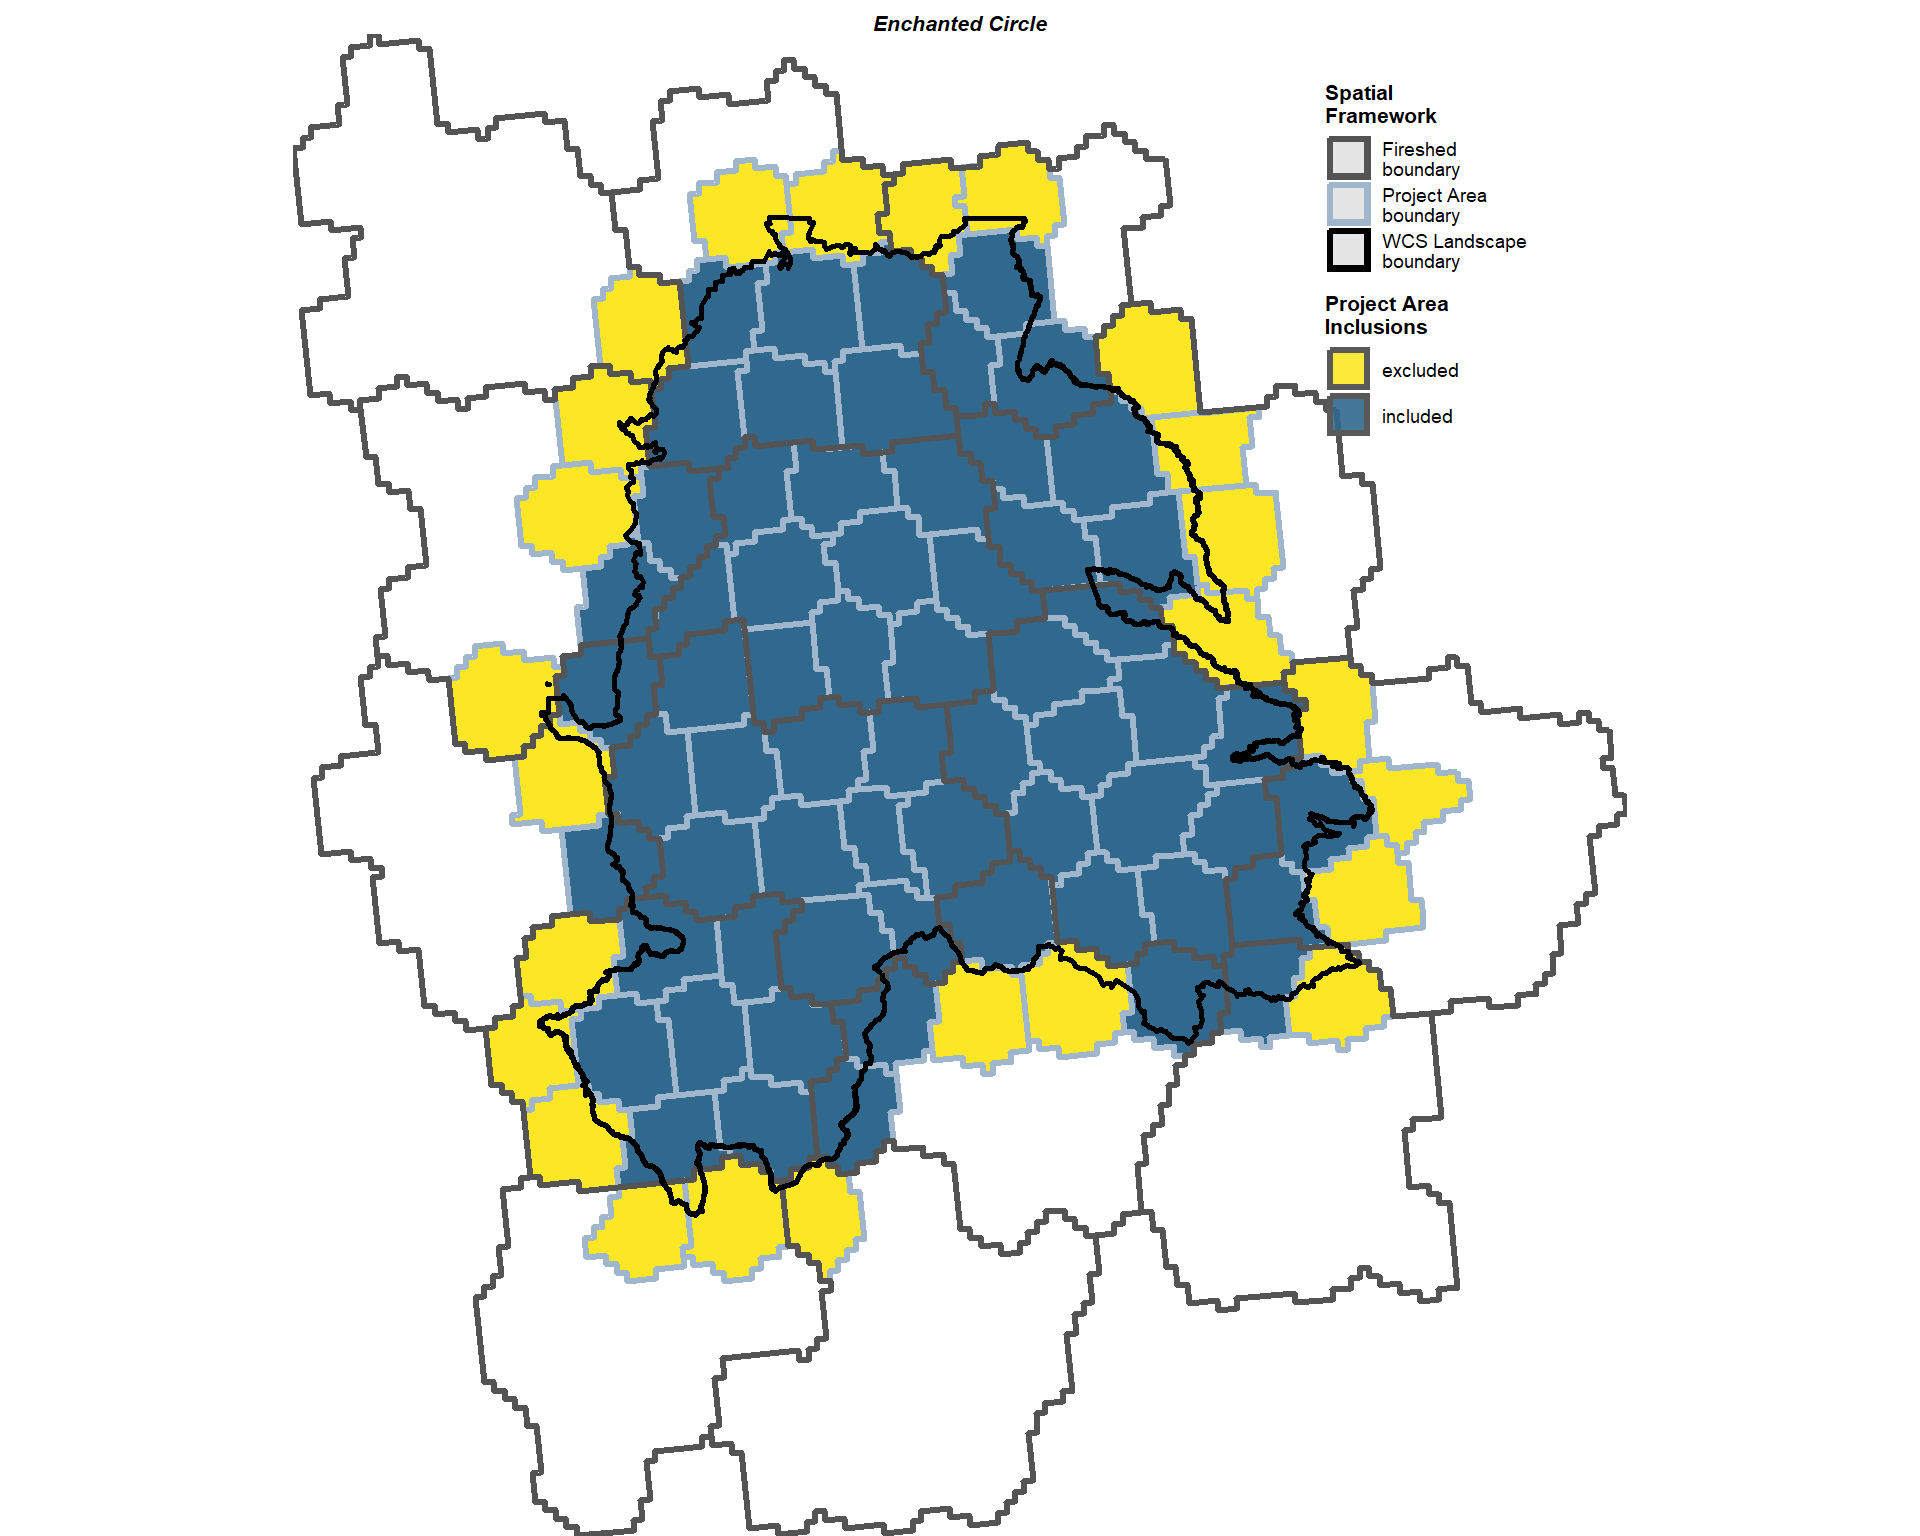 Enchanted Circle
Spatial
Framework
Fireshed
boundary
Project Area
boundary
WCS Landscape
boundary
Project Area
Inclusions
excluded
included